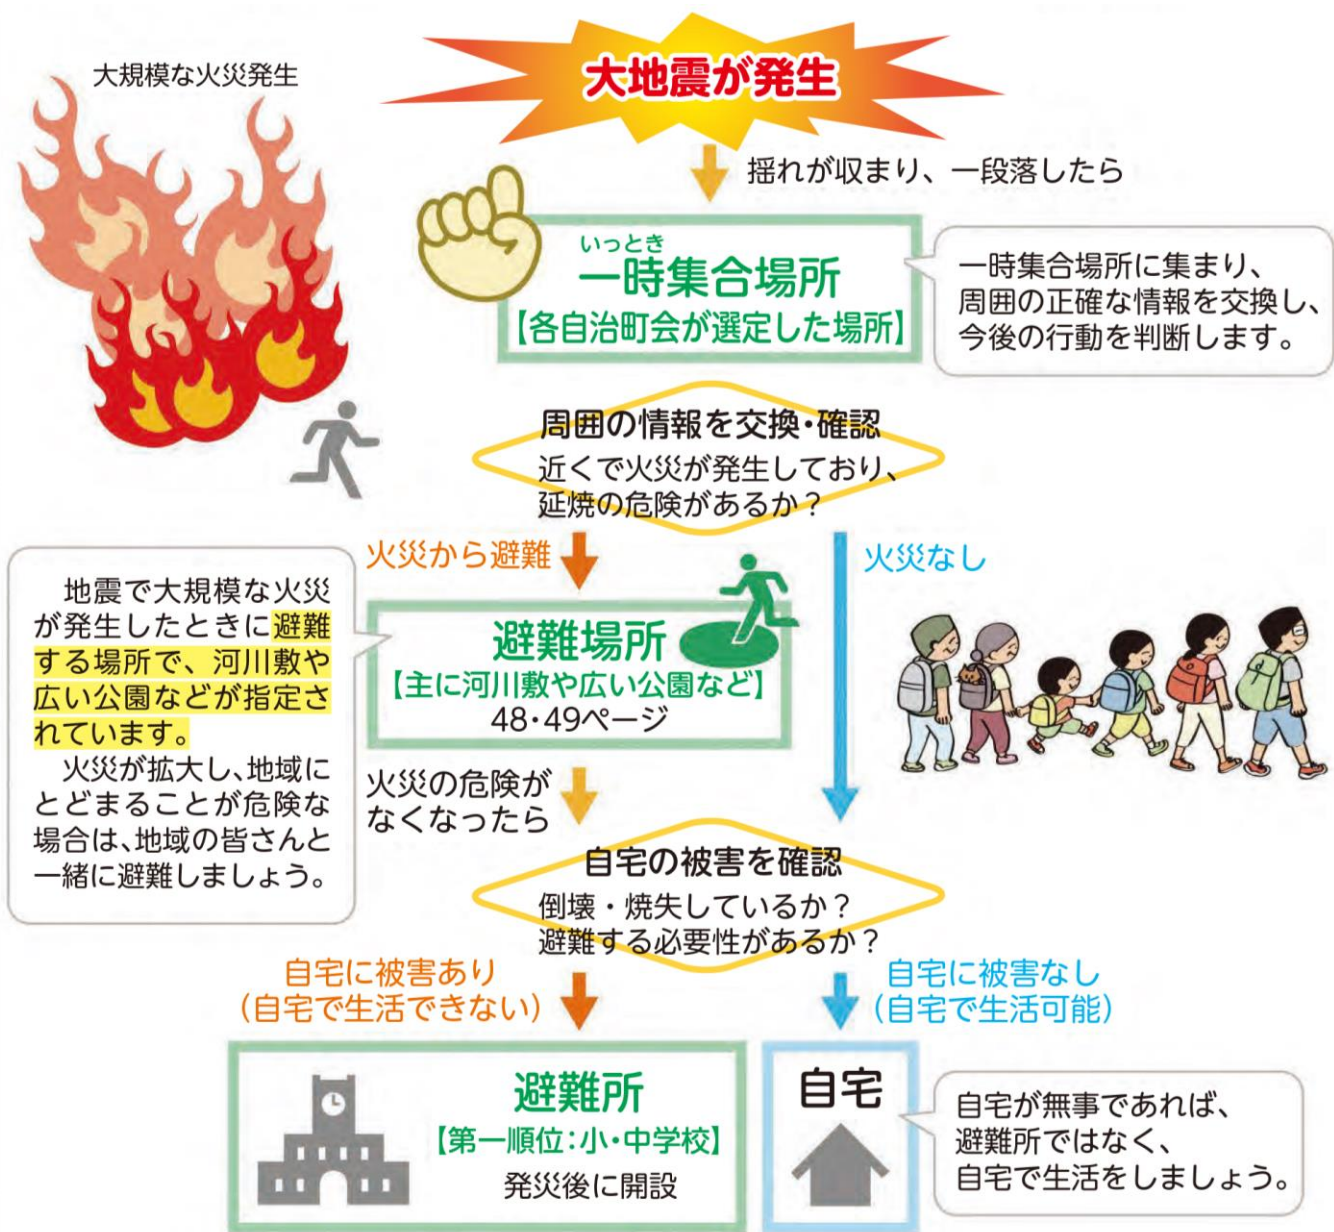 大規模な火災発生
大地震が発生
揺れが収まり、一段落したら
いっとき
一時集合場所
【各自治町会が選定した場所】
一時集合場所に集まり、
周囲の正確な情報を交換し、
今後の行動を判断します。
周囲の情報を交換・確認
近くで火災が発生しており、
延焼の危険があるか？
火災から避難
火災なし
地震で大規模な火災
が発生したときに避難
する場所で、河川敷や
広い公園などが指定さ
れています。
火災が拡大し、地域に
とどまることが危険な
場合は、地域の皆さんと
一緒に避難しましょう。
避難場所
【主に河川敷や広い公園など】
48・49ページ
火災の危険が
なくなったら
自宅の被害を確認
倒壊・焼失しているか？
避難する必要性があるか？
自宅に被害あり
（自宅で生活できない）
自宅に被害なし
（自宅で生活可能）
避難所
【第一順位：小・中学校】
発災後に開設
自宅
自宅が無事であれば、
避難所ではなく、
自宅で生活をしましょう。